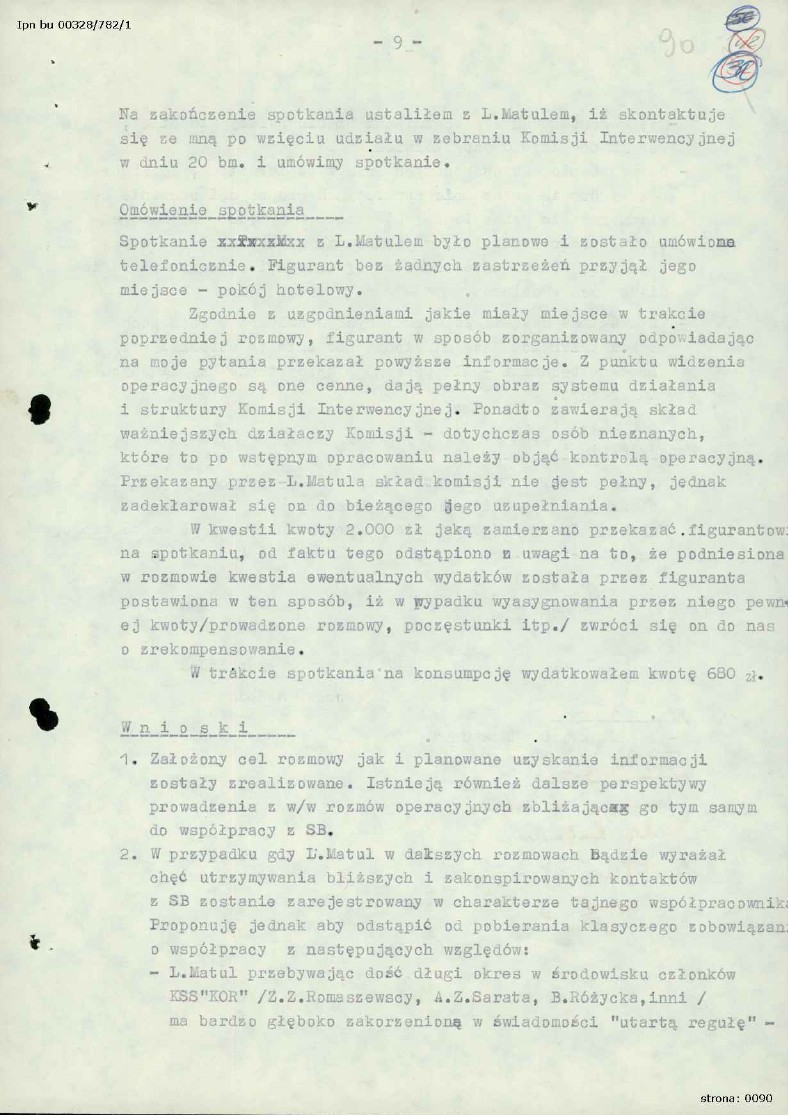 Ipn bu 00328/782/1
- 9 -
90
Na zakończenie spotkania ustaliłem z L.Matulem, iż skontaktuje
się ze mną po wzięciu udziału w zebraniu Komisji Interwencyjnej
w dniu 20 bm. i umówimy spotkanie.
Omówienie spotkania
Spotkanie z L.Matulem było planowe i zostało umówione
telefonicznie. Figurant bez żadnych zastrzeżeń przyjął jego
miejsce - pokój hotelowy.
Zgodnie z uzgodnieniami jakie miały miejsce w trakcie
poprzedniej rozmowy, figurant w sposób zorganizowany odpowiadając
na moje pytania przekazał powyższe informacje. Z punktu widzenia
operacyjnego są one cenne, dają pełny obraz systemu działania
i struktury Komisji Interwencyjnej. Ponadto zawierają skład
ważniejszych działaczy Komisji - dotychczas osób nieznanych,
które to po wstępnym opracowaniu należy objąć kontrolą operacyjną.
Przekazany przez L.Matula skład komisji nie jest pełny, jednak
zadeklarował się on do bieżącego jego uzupełniania.
W kwestii kwoty 2.000 zł jaką zamierzano przekazać figurantowi
na spotkaniu, od faktu tego odstąpiono z uwagi na to, że podniesiona
w rozmowie kwestia ewentualnych wydatków została przez figuranta
postawiona w ten sposób, iż w wypadku wyasygnowania przez niego pewn
ej kwoty/prowadzone rozmowy, poczęstunki itp./ zwróci się on do nas
o zrekompensowanie.
W trakcie spotkania na konsumpcję wydatkowałem kwotę 680 zł.
W n i o s k i
1. Założony cel rozmowy jak i planowane uzyskanie informacji
zostały zrealizowane. Istnieją również dalsze perspektywy
prowadzenia z w/w rozmów operacyjnych zbliżając go tym samym
do współpracy z SB.
2. W przypadku gdy L.Matul w dalszych rozmowach Bądzie wyrażał
chęć utrzymywania bliższych i zakonspirowanych kontaktów
z SB zostanie zarejestrowany w charakterze tajnego współpracownika
Proponuję jednak aby odstąpić od pobierania klasyczego zobowiązan
o współpracy z następujących względów:
- L.Matul przebywając dość długi okres w środowisku członków
KSS"KOR" /Z.Z.Romaszewscy, A.Z.Sarata, B.Różycka,inni /
ma bardzo głęboko zakorzenioną w świadomości "utartą regułę" -
strona: 0090